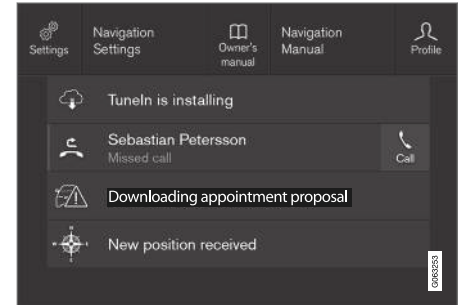 Settings
Navigation
Settings
Owner's
manual
Navigation
Manual
Profile
TuneIn is installing
Sebastian Petersson
Missed call
Call
Downloading appointment proposal
New position received
G063253